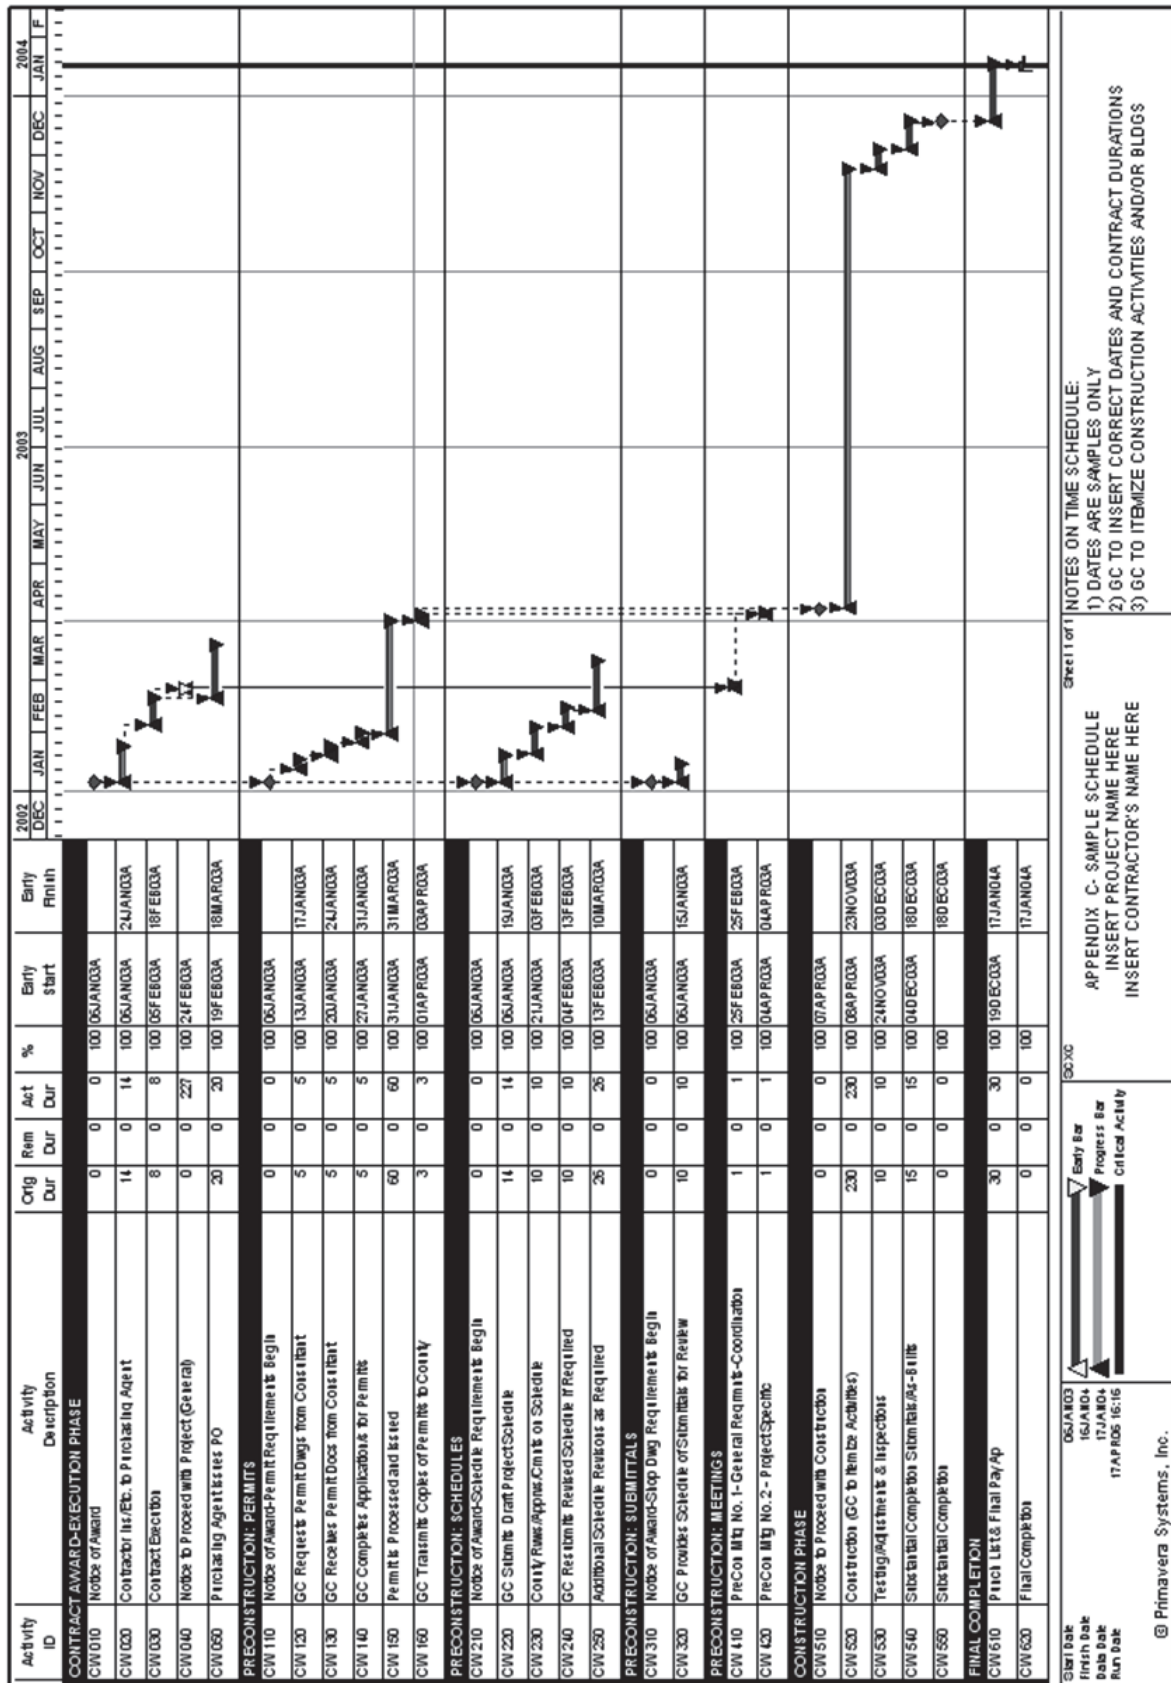 Activity ID Activity Description Orig Dur Rem Dur Act Dur % Early Start Early Finish
2002 2003 2004
DEC JAN FEB MAR APR MAY JUN JUL AUG SEP OCT NOV DEC JAN F
CONTRACT AWARD-EXECUTION PHASE
CW010 Notice of Award 0 0 0 100 06JAN03A
CW020 Contractor Ins/Etc. to Purchasing Agent 14 0 14 100 06JAN03A 24JAN03A
CW030 Contract Execution 8 0 8 100 05FEB03A 18FEB03A
CW040 Notice to Proceed with Project (General) 0 0 227 100 24FEB03A
CW050 Purchasing Agent Issues PO 20 0 20 100 19FEB03A 18MAR03A
PRECONSTRUCTION: PERMITS
CW110 Notice of Award-Permit Requirements Begin 0 0 0 100 06JAN03A
CW120 GC Requests Permit Dwgs from Consultant 5 0 5 100 13JAN03A 17JAN03A
CW130 GC Receives Permit Docs from Consultant 5 0 5 100 20JAN03A 24JAN03A
CW140 GC Completes Applications for Permits 5 0 5 100 27JAN03A 31JAN03A
CW150 Permits Processed and Issued 60 0 60 100 31JAN03A 31MAR03A
CW160 GC Transmits Copies of Permits to County 3 0 3 100 01APR03A 03APR03A
PRECONSTRUCTION: SCHEDULES
CW210 Notice of Award-Schedule Requirements Begin 0 0 0 100 06JAN03A
CW220 GC Submits Draft Project Schedule 14 0 14 100 06JAN03A 19JAN03A
CW230 County Rvws/Apprvs/Cmnts on Schedule 10 0 10 100 21JAN03A 03FEB03A
CW240 GC Resubmits Revised Schedule If Required 10 0 10 100 04FEB03A 13FEB03A
CW250 Additional Schedule Revisions as Required 26 0 26 100 13FEB03A 10MAR03A
PRECONSTRUCTION: SUBMITTALS
CW310 Notice of Award-Shop Dwg Requirements Begin 0 0 0 100 06JAN03A
CW320 GC Provides Schedule of Submittals for Review 10 0 10 100 06JAN03A 15JAN03A
PRECONSTRUCTION: MEETINGS
CW410 PreCon Mtg No. 1- General Reqmnts-Coordination 1 0 1 100 25FEB03A 25FEB03A
CW420 PreCon Mtg No. 2 - Project Specific 1 0 1 100 04APR03A 04APR03A
CONSTRUCTION PHASE
CW510 Notice to Proceed with Construction 0 0 0 100 07APR03A
CW520 Construction (GC to Itemize Activities) 230 0 230 100 08APR03A 23NOV03A
CW530 Testing/Adjustments & Inspections 10 0 10 100 24NOV03A 03DEC03A
CW540 Substantial Completion Submittals/As-Builts 15 0 15 100 04DEC03A 18DEC03A
CW550 Substantial Completion 0 0 0 100 18DEC03A
FINAL COMPLETION
CW610 Punch List & Final Pay/Ap 30 0 30 100 19DEC03A 17JAN04A
CW620 Final Completion 0 0 0 100 17JAN04A
Start Date 06JAN03
Finish Date 16JAN04
Data Date 17JAN04
Run Date 17APR06 16:16
© Primavera Systems, Inc.
Early Bar
Progress Bar
Critical Activity
Sheet 1 of 1
APPENDIX C- SAMPLE SCHEDULE
INSERT PROJECT NAME HERE
INSERT CONTRACTOR'S NAME HERE
NOTES ON TIME SCHEDULE:
1) DATES ARE SAMPLES ONLY
2) GC TO INSERT CORRECT DATES AND CONTRACT DURATIONS
3) GC TO ITEMIZE CONSTRUCTION ACTIVITIES AND/OR BLDGS